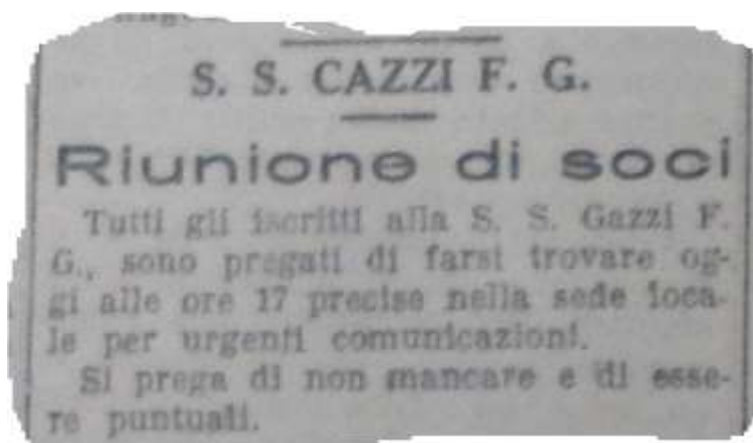 S. S. CAZZI F. G.
Riunione di soci
Tutti gli iscritti alla S. S. Gazzi F.
G., sono pregati di farsi trovare og-
gi alle ore 17 precise nella sede loca-
le per urgenti comunicazioni.
Si prega di non mancare e di esse-
re puntuali.